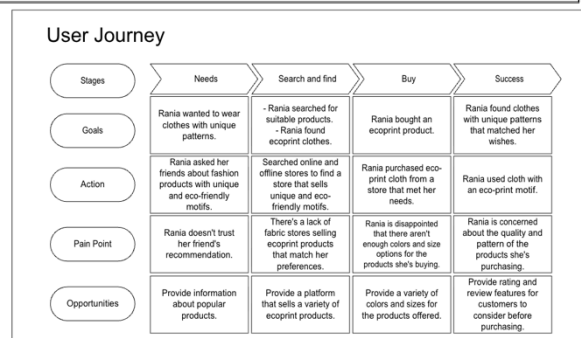 User Journey
Stages
Needs
Search and find
Buy
Success
Goals
Rania wanted to wear
clothes with unique
patterns.
- Rania searched for
suitable products.
- Rania found
ecoprint clothes.
Rania bought an
ecoprint product.
Rania found clothes
with unique patterns
that matched her
wishes.
Action
Rania asked her
friends about fashion
products with unique
and eco-friendly
motifs.
Searched online and
offline stores to find a
store that sells
unique and eco-
friendly motifs.
Rania purchased eco-
print cloth from a
store that met her
needs.
Rania used cloth with
an eco-print motif.
Pain Point
Rania doesn't trust
her friend's
recommendation.
There's a lack of
fabric stores selling
ecoprint products
that match her
preferences.
Rania is disappointed
that there aren't
enough colors and size
options for the
products she's buying.
Rania is concerned
about the quality and
pattern of the
products she's
purchasing.
Opportunities
Provide information
about popular
products.
Provide a platform
that sells a variety of
ecoprint products.
Provide a variety of
colors and sizes for
the products offered.
Provide rating and
review features for
customers to
consider before
purchasing.